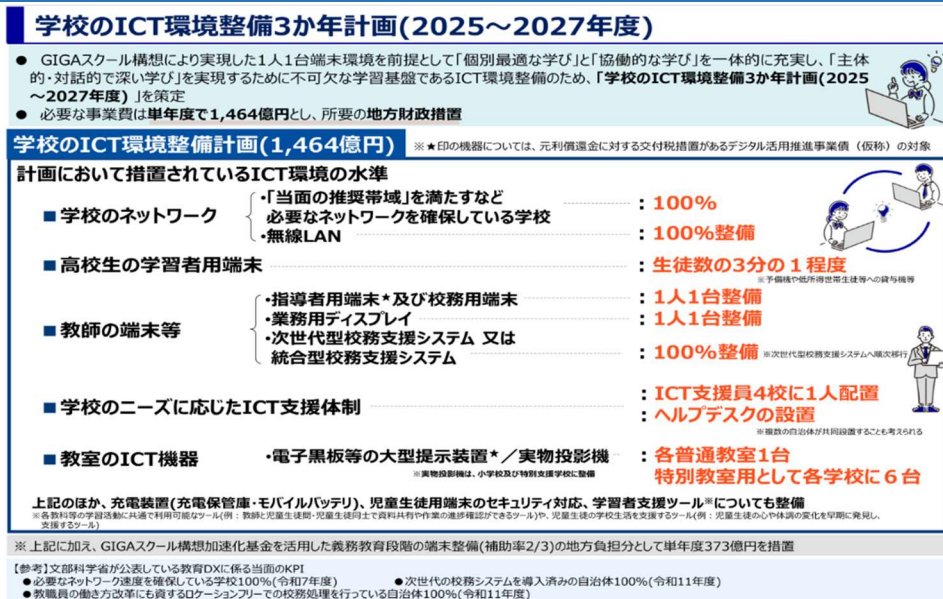 学校のICT環境整備3か年計画(2025～2027年度)
● GIGAスクール構想により実現した1人1台端末環境を前提として「個別最適な学び」と「協働的な学び」を一体的に充実し、「主体
的・対話的で深い学び」を実現するために不可欠な学習基盤であるICT環境整備のため、「学校のICT環境整備3か年計画(2025
～2027年度) 」を策定
● 必要な事業費は単年度で1,464億円とし、所要の地方財政措置
学校のICT環境整備計画(1,464億円) ※★印の機器については、元利償還金に対する交付税措置があるデジタル活用推進事業債（仮称）の対象
計画において措置されているICT環境の水準
■ 学校のネットワーク
・「当面の推奨帯域」を満たすなど
必要なネットワークを確保している学校 ：100%
・無線LAN ：100%整備
■ 高校生の学習者用端末 ：生徒数の3分の１程度
※予備機や低所得世帯生徒等への貸与機等
■ 教師の端末等
・指導者用端末★及び校務用端末 ：1人1台整備
・業務用ディスプレイ ：1人1台整備
・次世代型校務支援システム 又は
統合型校務支援システム ：100%整備 ※次世代型校務支援システムへ順次移行
■ 学校のニーズに応じたICT支援体制 ：ICT支援員4校に1人配置
：ヘルプデスクの設置
※複数の自治体が共同設置することも考えられる
■ 教室のICT機器 ・電子黒板等の大型提示装置★／実物投影機 ：各普通教室1台
※実物投影機は、小学校及び特別支援学校に整備
特別教室用として各学校に６台
上記のほか、充電装置(充電保管庫・モバイルバッテリ)、児童生徒用端末のセキュリティ対応、学習者支援ツール※についても整備
※各教科等の学習活動に共通で利用可能なツール(例：教師と児童生徒間・児童生徒同士で資料共有や作業の進捗確認ができるツール)や、児童生徒の学校生活を支援するツール(例：児童生徒の心や体調の変化を早期に発見し、
支援するツール)
※ 上記に加え、GIGAスクール構想加速化基金を活用した義務教育段階の端末整備(補助率2/3)の地方負担分として単年度373億円を措置
【参考】文部科学省が公表している教育DXに係る当面のKPI
●必要なネットワーク速度を確保している学校100%(令和7年度) ●次世代の校務システムを導入済みの自治体100%(令和11年度)
●教職員の働き方改革にも資するロケーションフリーでの校務処理を行っている自治体100%(令和11年度)